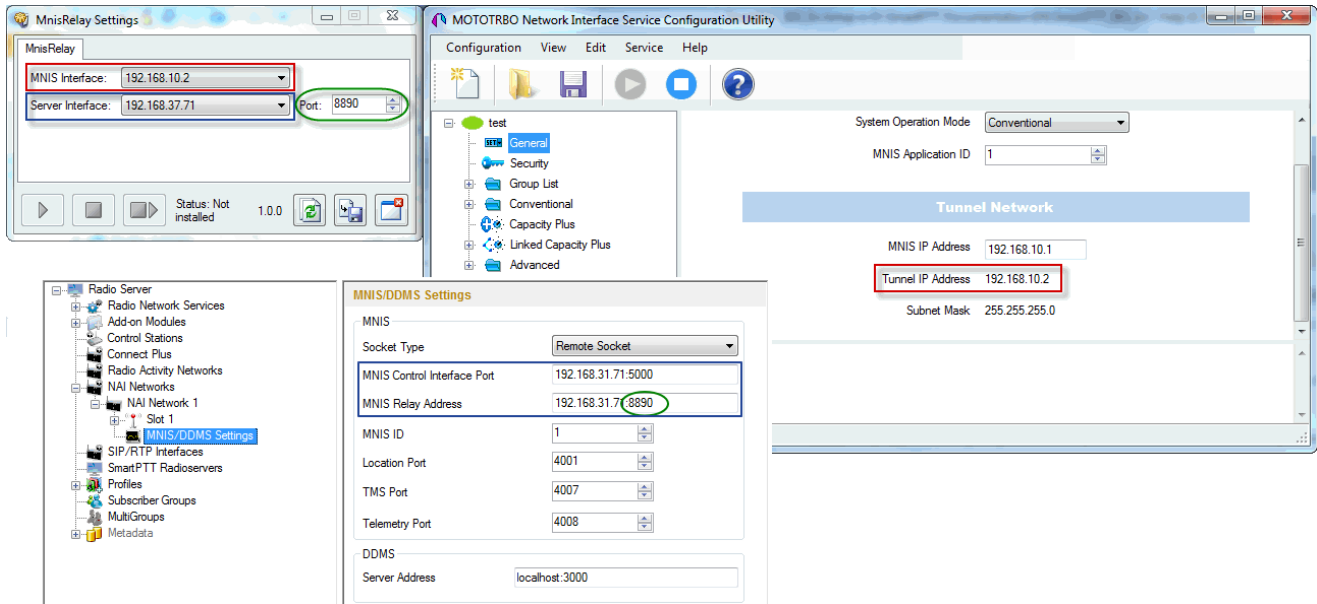 MnisRelay Settings
MnisRelay
MNIS Interface: 192.168.10.2
Server Interface: 192.168.37.71 Port: 8890
Status: Not installed 1.0.0
MOTOTRBO Network Interface Service Configuration Utility
Configuration View Edit Service Help
test
SET General
Security
Group List
Conventional
Capacity Plus
Linked Capacity Plus
Advanced
System Operation Mode Conventional
MNIS Application ID 1
Tunnel Network
MNIS IP Address 192.168.10.1
Tunnel IP Address 192.168.10.2
Subnet Mask 255.255.255.0
Radio Server
Radio Network Services
Add-on Modules
Control Stations
Connect Plus
Radio Activity Networks
NAI Networks
NAI Network 1
Slot 1
MNIS/DDMS Settings
SIP/RTP Interfaces
SmartPTT Radioservers
Profiles
Subscriber Groups
MultiGroups
Metadata
MNIS/DDMS Settings
MNIS
Socket Type Remote Socket
MNIS Control Interface Port 192.168.31.71:5000
MNIS Relay Address 192.168.31.71:8890
MNIS ID 1
Location Port 4001
TMS Port 4007
Telemetry Port 4008
DDMS
Server Address localhost:3000